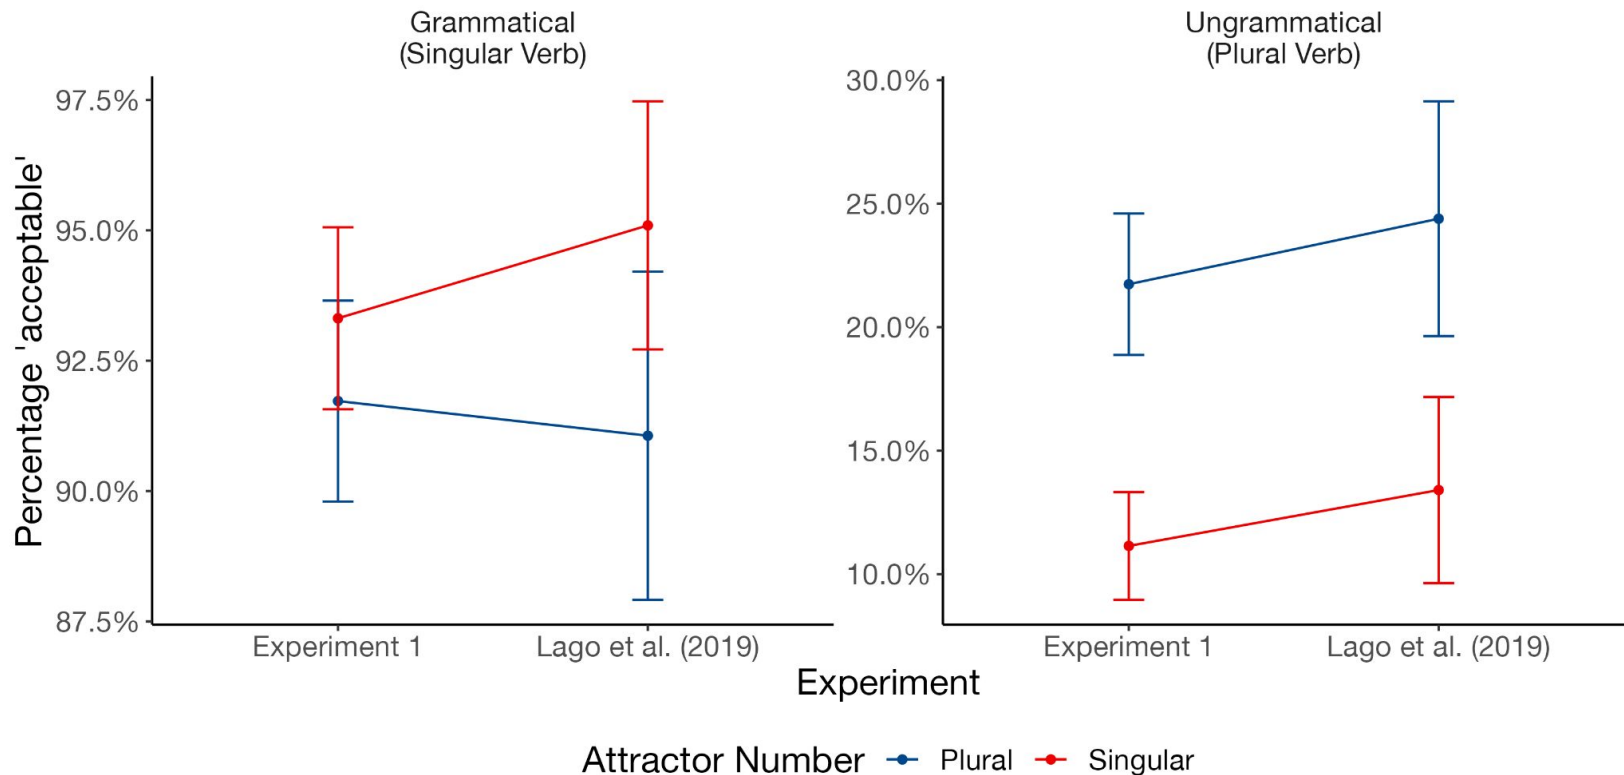 Grammatical
(Singular Verb)
Ungrammatical
(Plural Verb)
Percentage 'acceptable'
97.5%
95.0%
92.5%
90.0%
87.5%
30.0%
25.0%
20.0%
15.0%
10.0%
Experiment 1
Lago et al. (2019)
Experiment 1
Lago et al. (2019)
Experiment
Attractor Number Plural Singular